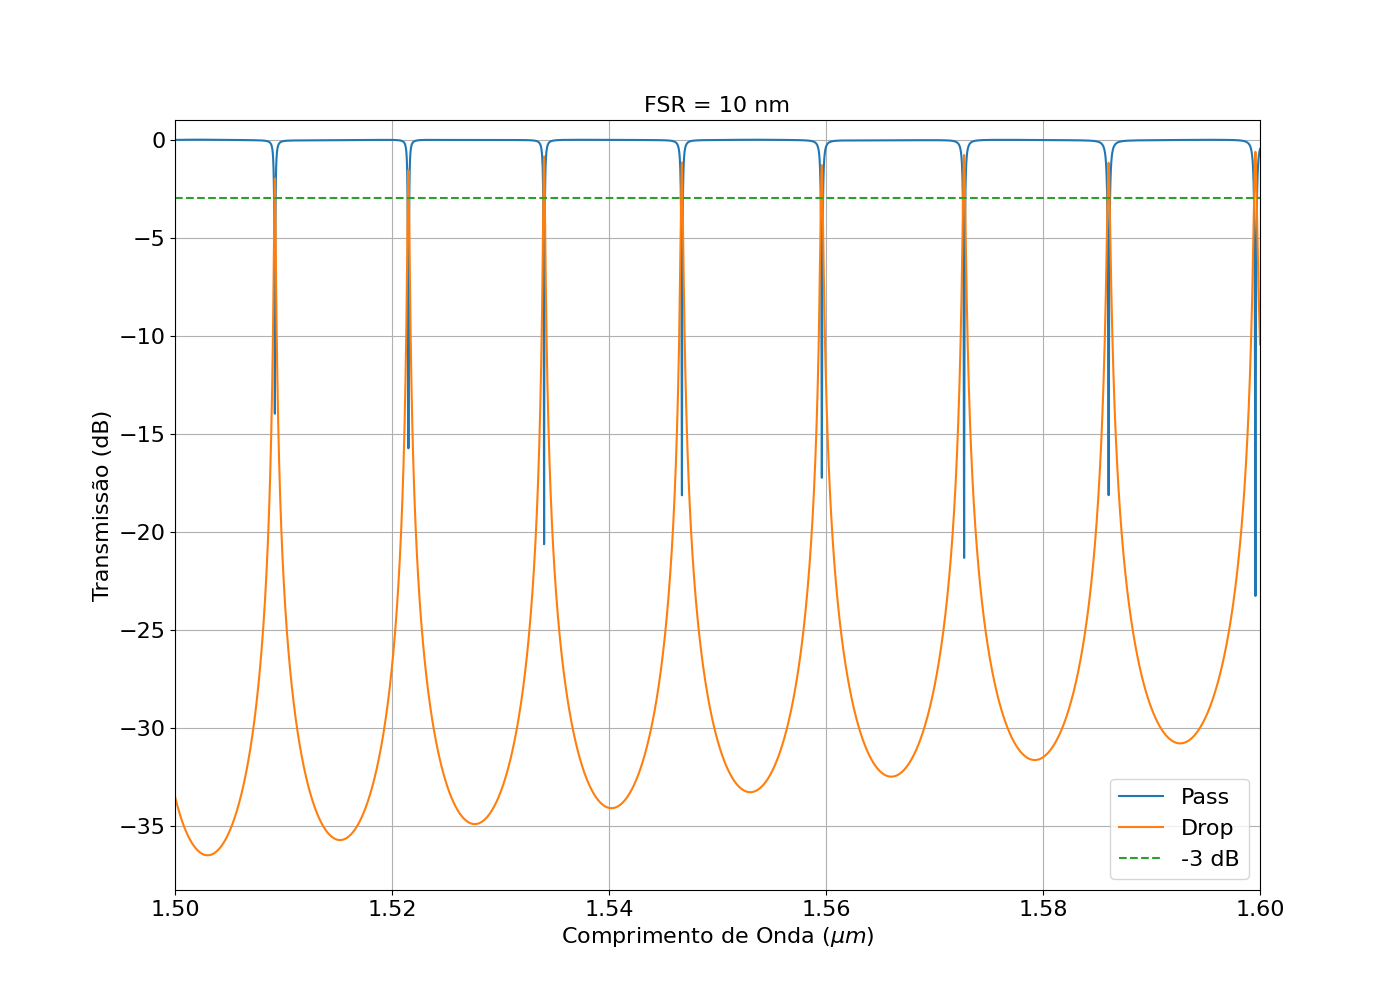 FSR = 10 nm
0
−5
−10
−15
−20
−25
−30
−35
Transmissão (dB)
1.50 1.52 1.54 1.56 1.58 1.60
Comprimento de Onda (μm)
Pass
Drop
-3 dB